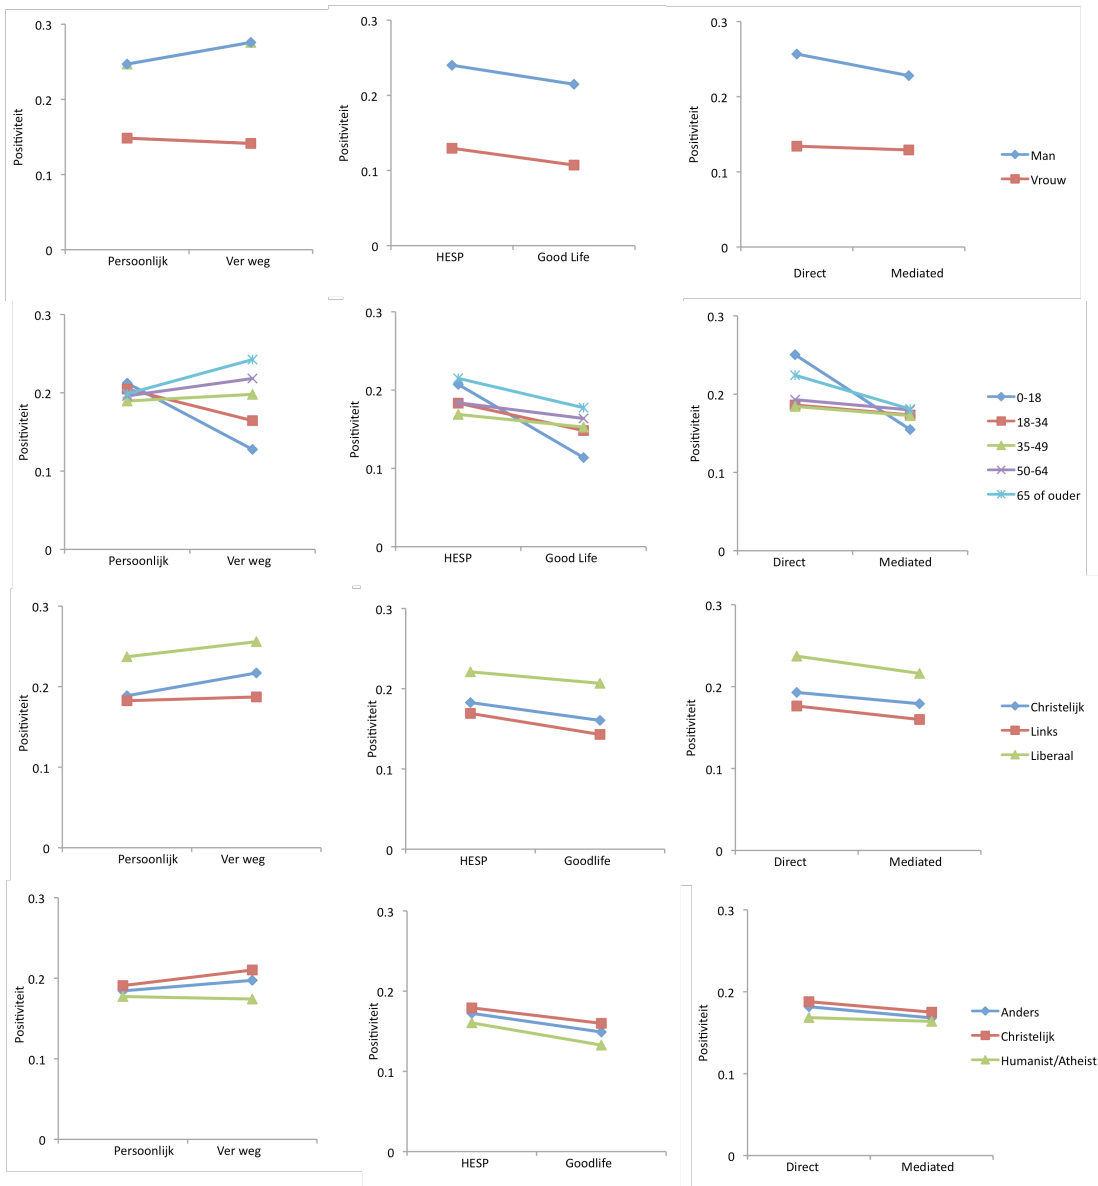 0.3
0.2
0.1
0
Positiviteit
Persoonlijk
Ver weg
0.3
0.2
0.1
0
Positiviteit
HESP
Good Life
0.3
0.2
0.1
0
Positiviteit
Direct
Mediated
Man
Vrouw
0.3
0.2
0.1
0
Positiviteit
Persoonlijk
Ver weg
0.3
0.2
0.1
0
Positiviteit
HESP
Good Life
0.3
0.2
0.1
0
Positiviteit
Direct
Mediated
0-18
18-34
35-49
50-64
65 of ouder
0.3
0.2
0.1
0
Positiviteit
Persoonlijk
Ver weg
0.3
0.2
0.1
0
Positiviteit
HESP
Goodlife
0.3
0.2
0.1
0
Positiviteit
Direct
Mediated
Christelijk
Links
Liberaal
0.3
0.2
0.1
0
Positiviteit
Persoonlijk
Ver weg
0.3
0.2
0.1
0
Positiviteit
HESP
Goodlife
0.3
0.2
0.1
0
Positiviteit
Direct
Mediated
Anders
Christelijk
Humanist/Atheist